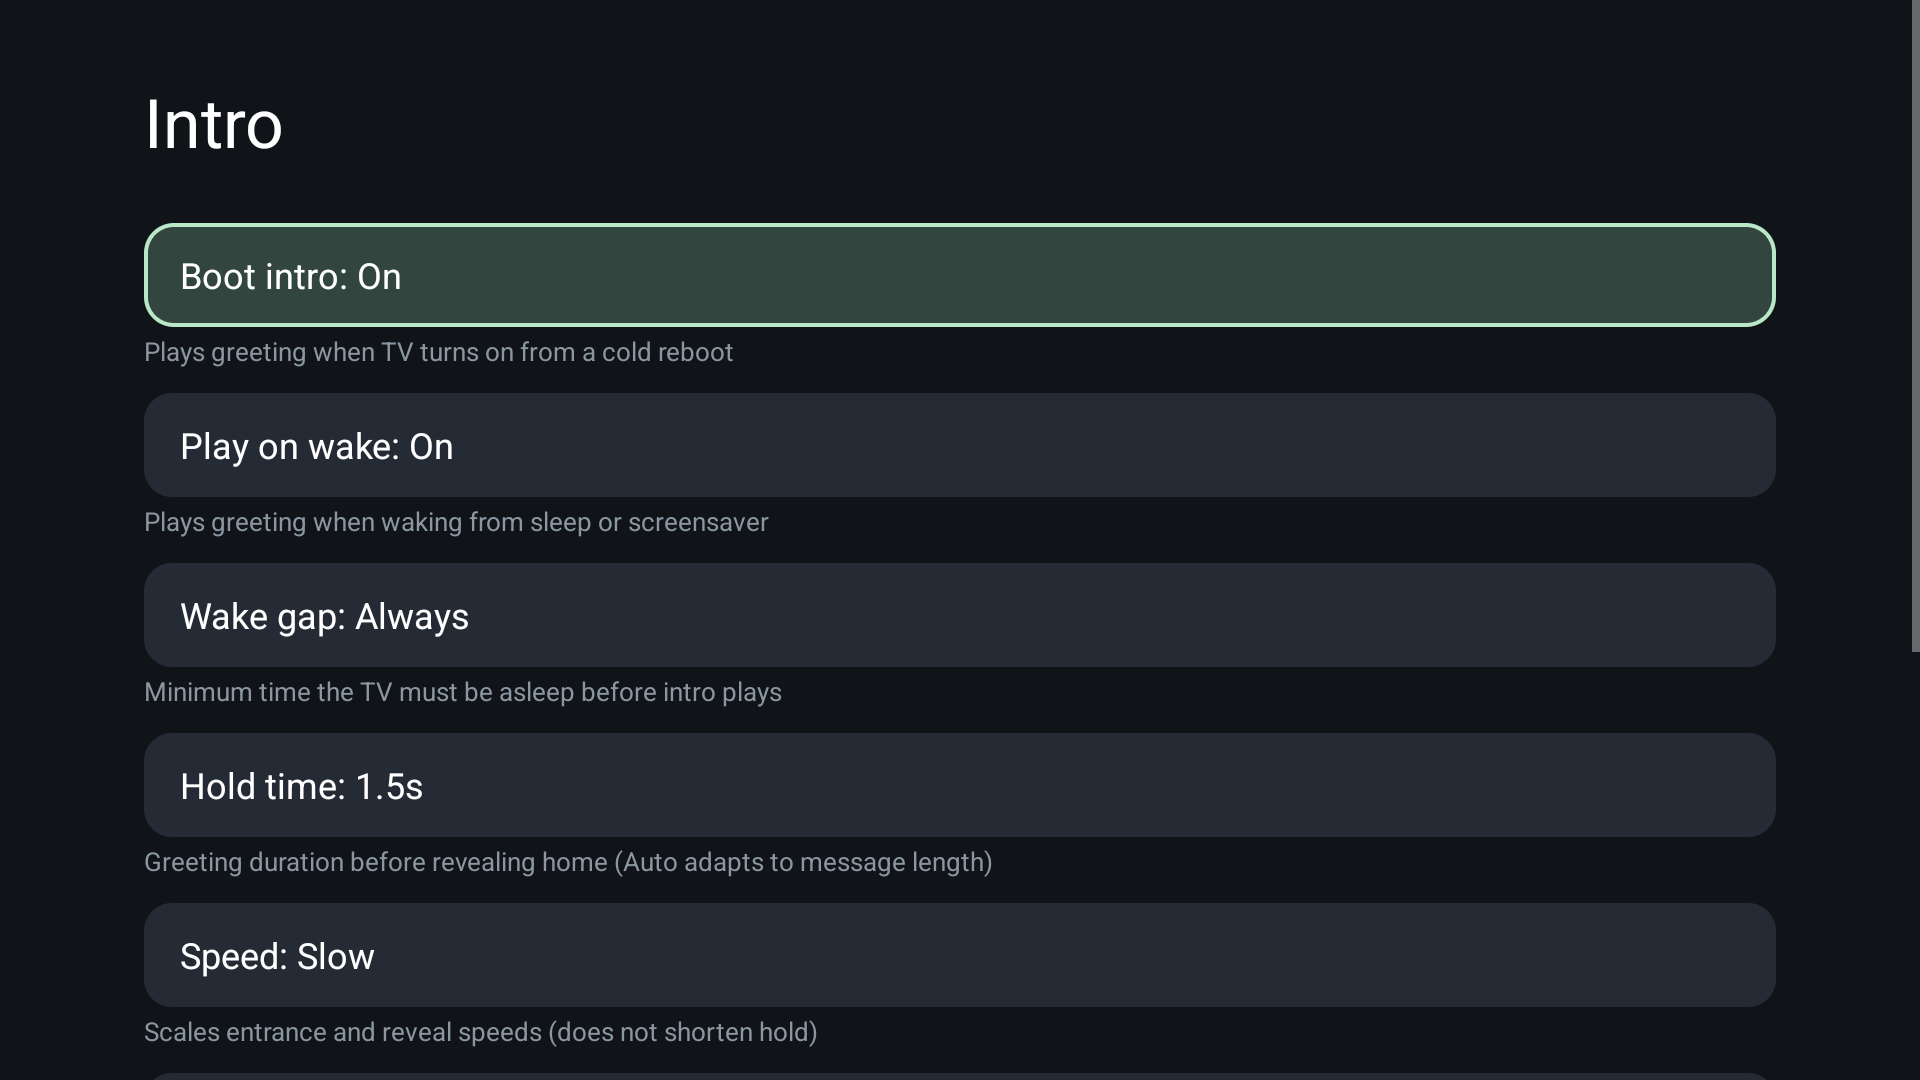 Intro
Boot intro: On
Plays greeting when TV turns on from a cold reboot
Play on wake: On
Plays greeting when waking from sleep or screensaver
Wake gap: Always
Minimum time the TV must be asleep before intro plays
Hold time: 1.5s
Greeting duration before revealing home (Auto adapts to message length)
Speed: Slow
Scales entrance and reveal speeds (does not shorten hold)